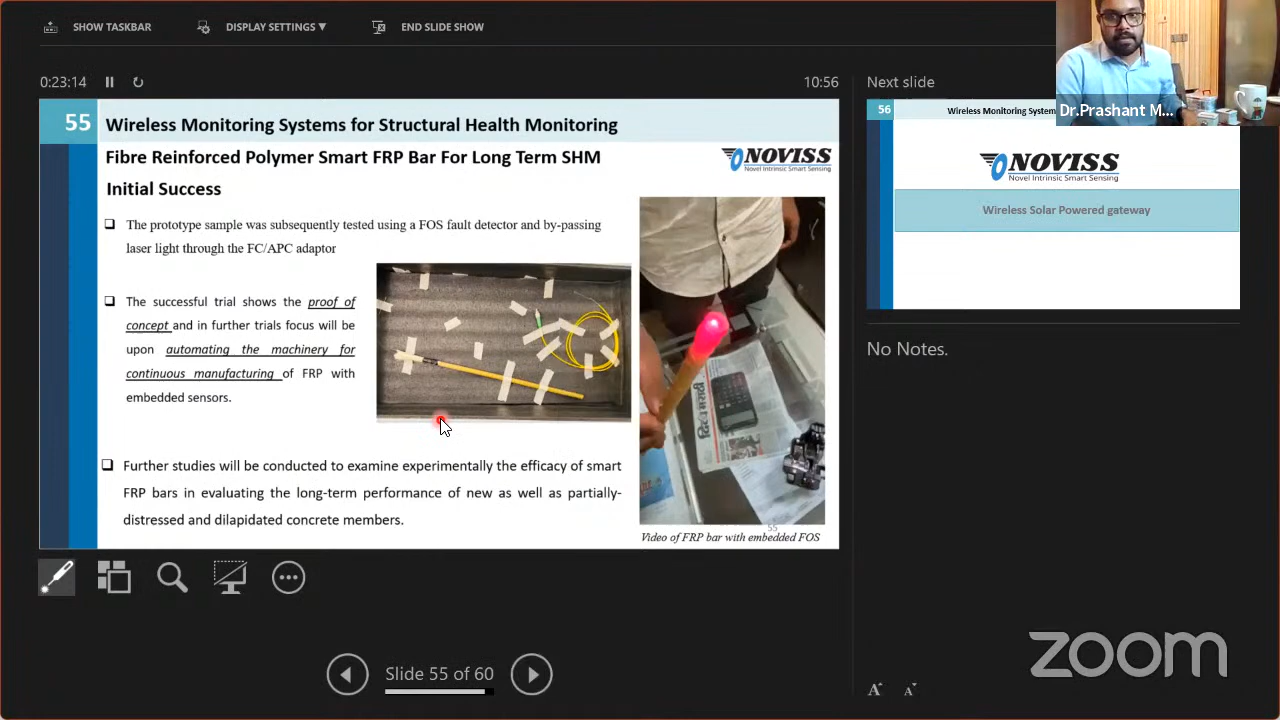 SHOW TASKBAR
DISPLAY SETTINGS ▼
END SLIDE SHOW
0:23:14
10:56
Next slide
55
Wireless Monitoring Systems for Structural Health Monitoring
Fibre Reinforced Polymer Smart FRP Bar For Long Term SHM
Initial Success
NOVISS
Novel Intrinsic Smart Sensing
❑ The prototype sample was subsequently tested using a FOS fault detector and by-passing
laser light through the FC/APC adaptor
❑ The successful trial shows the proof of
concept and in further trials focus will be
upon automating the machinery for
continuous manufacturing of FRP with
embedded sensors.
❑ Further studies will be conducted to examine experimentally the efficacy of smart
FRP bars in evaluating the long-term performance of new as well as partially-
distressed and dilapidated concrete members.
55
Video of FRP bar with embedded FOS
56
Wireless Monitoring Systems
NOVISS
Novel Intrinsic Smart Sensing
Wireless Solar Powered gateway
Dr.Prashant M...
No Notes.
Slide 55 of 60
A A
zoom